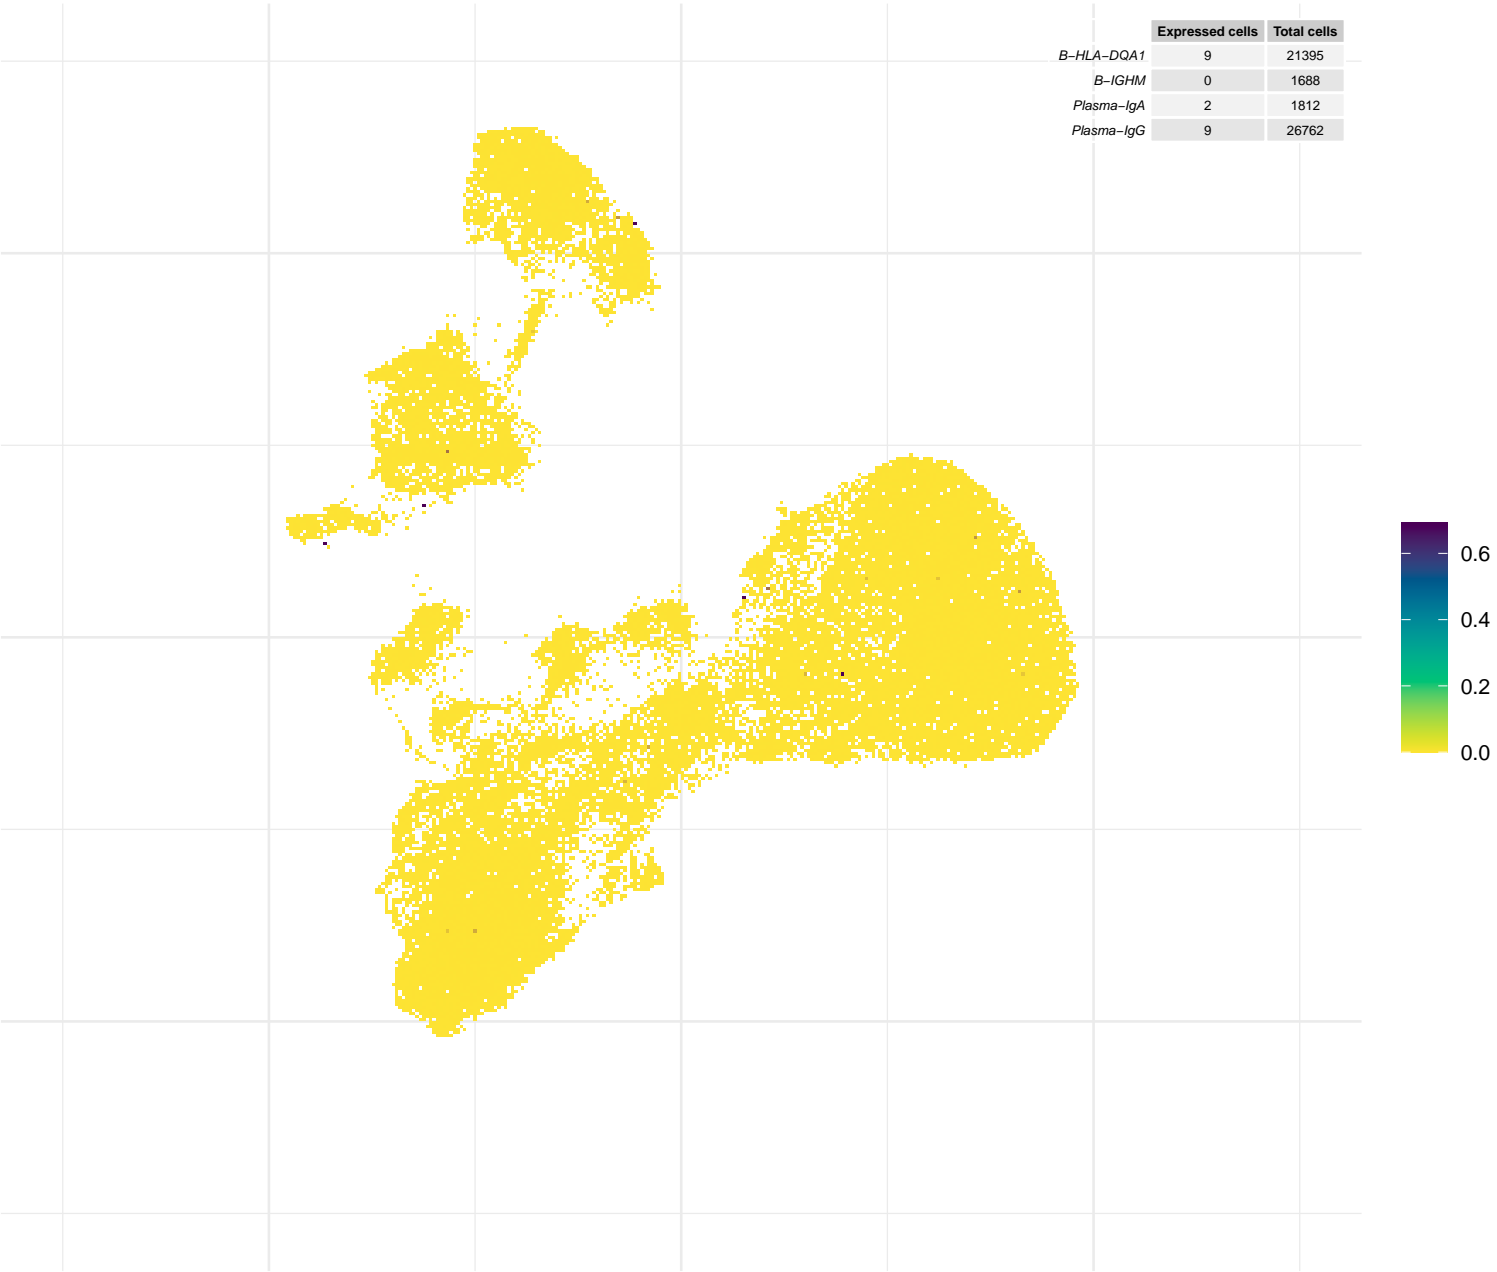 Expressed cells Total cells
B−HLA−DQA1 9 21395
B−IGHM 0 1688
Plasma−IgA 2 1812
Plasma−IgG 9 26762
0.6
0.4
0.2
0.0